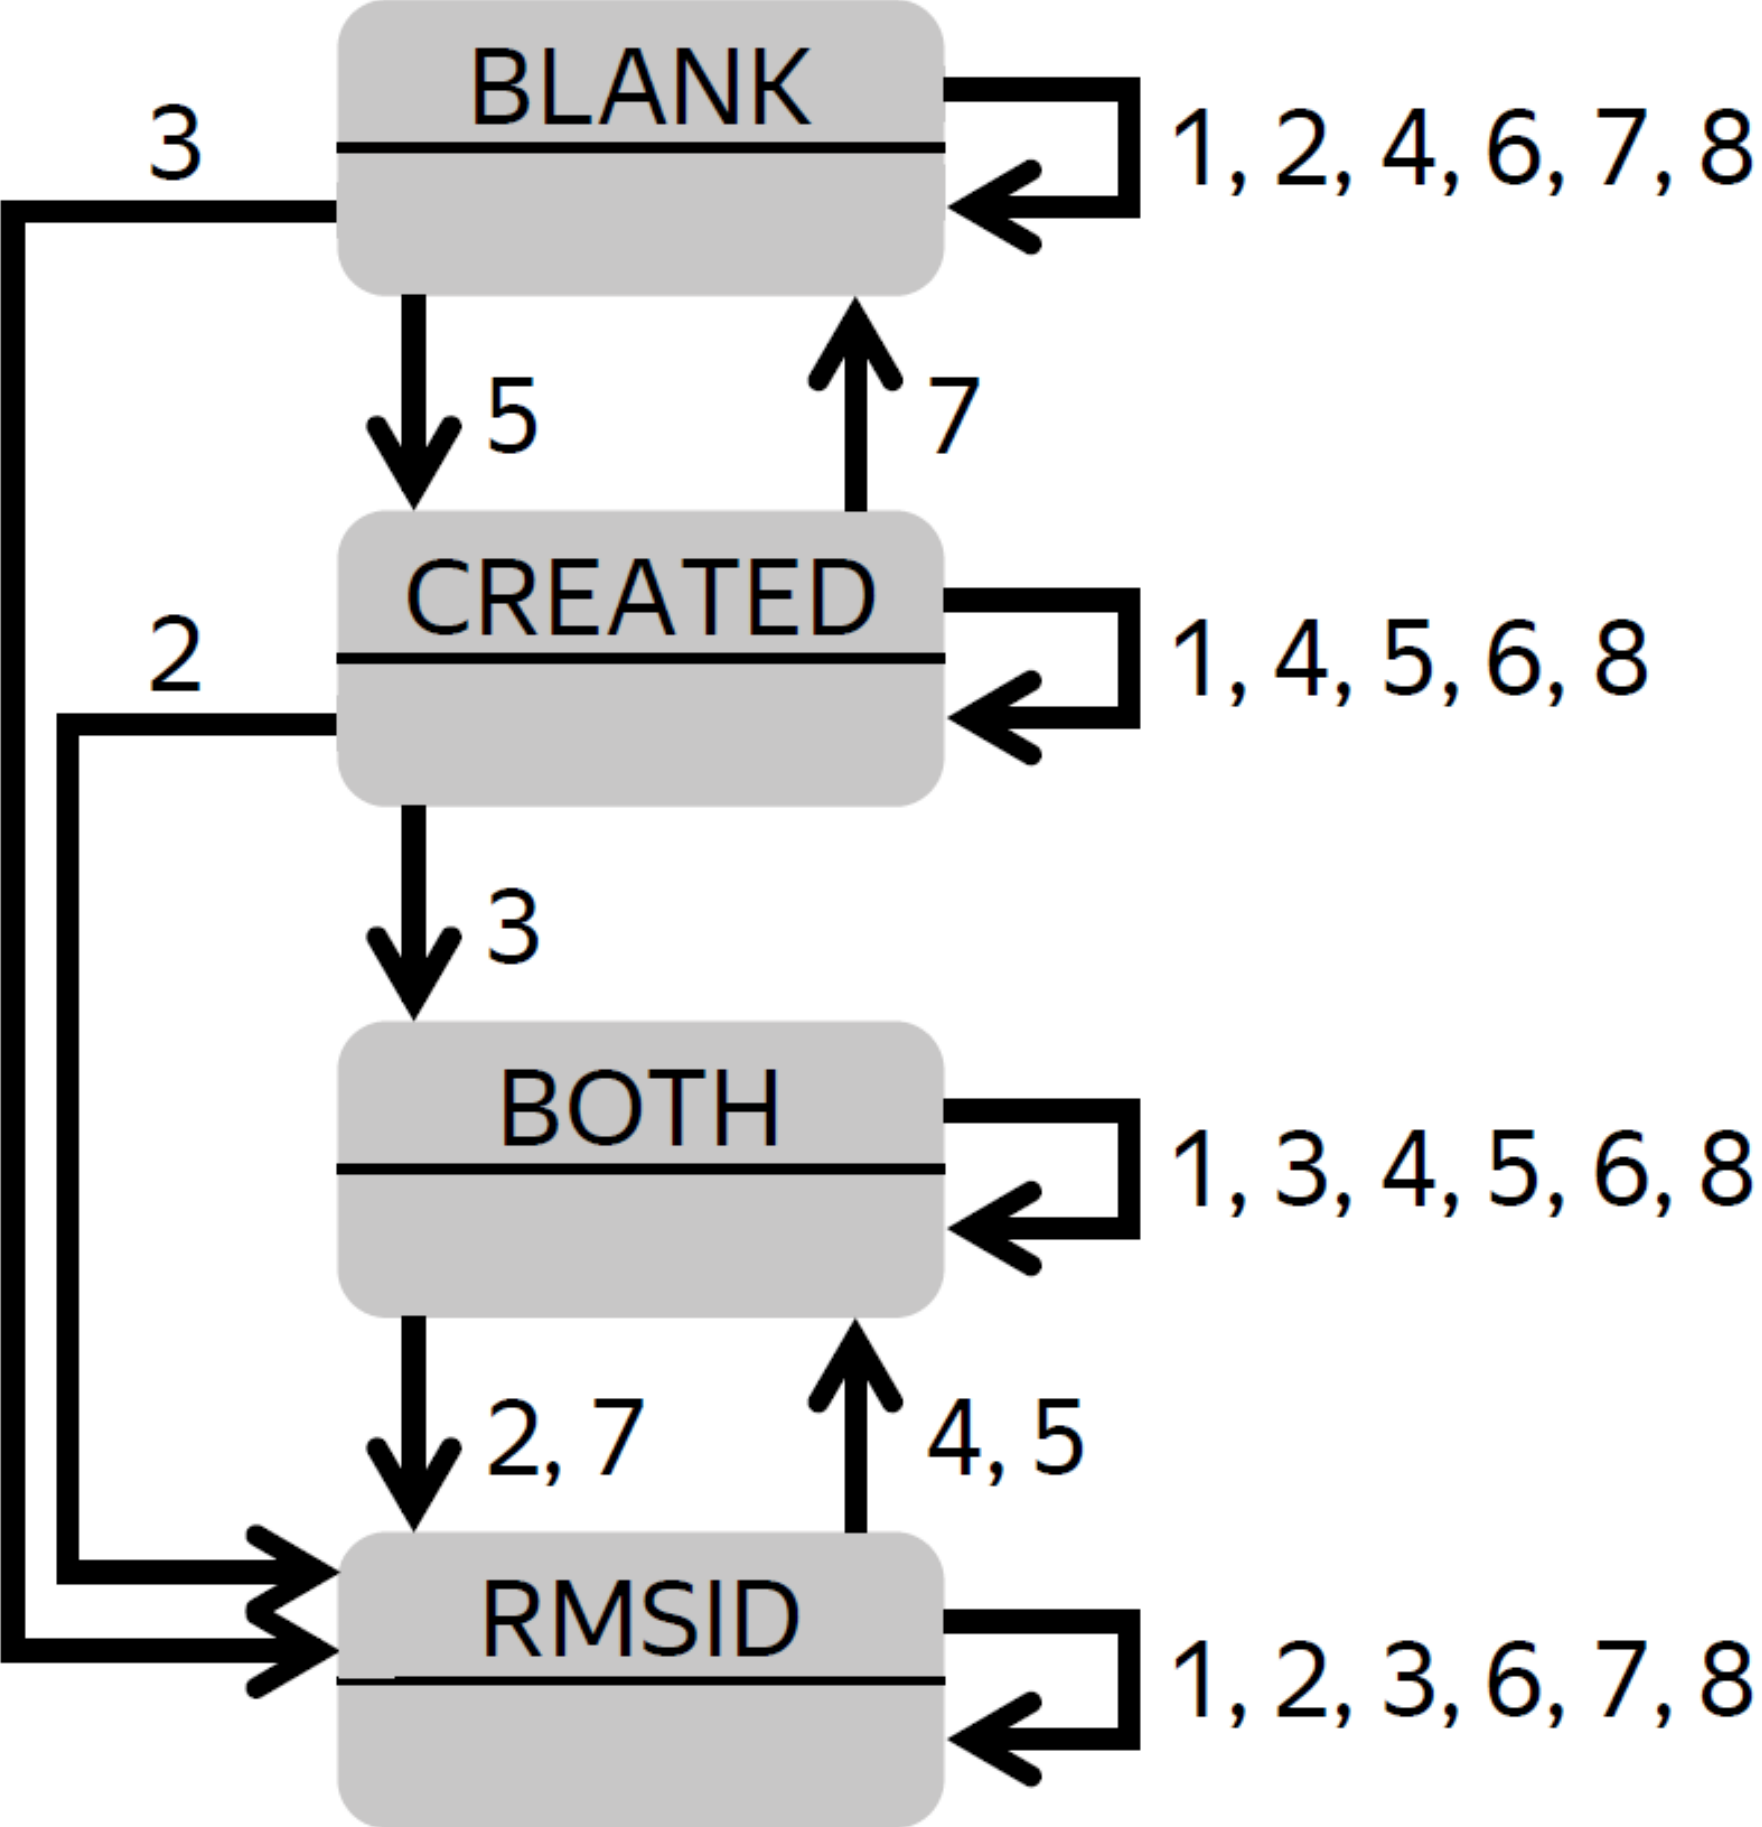 BLANK
3
1, 2, 4, 6, 7, 8
5
7
CREATED
2
1, 4, 5, 6, 8
3
BOTH
1, 3, 4, 5, 6, 8
2, 7
4, 5
RMSID
1, 2, 3, 6, 7, 8